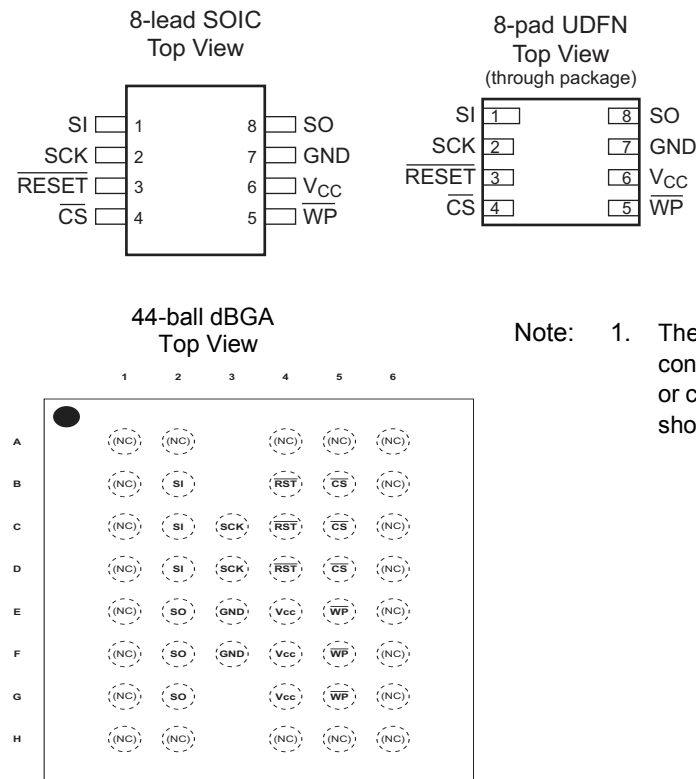 8-lead SOIC
Top View
SI 1 8 SO
SCK 2 7 GND
RESET 3 6 VCC
CS 4 5 WP
8-pad UDFN
Top View
(through package)
SI 1 8 SO
SCK 2 7 GND
RESET 3 6 VCC
CS 4 5 WP
44-ball dBGA
Top View
1 2 3 4 5 6
A (NC) (NC) (NC) (NC) (NC)
B (NC) SI RST CS (NC)
C (NC) SI SCK RST CS (NC)
D (NC) SI SCK RST CS (NC)
E (NC) SO GND Vcc WP (NC)
F (NC) SO GND Vcc WP (NC)
G (NC) SO Vcc WP (NC)
H (NC) (NC) (NC) (NC) (NC)
Note: 1. The
con
or c
sho